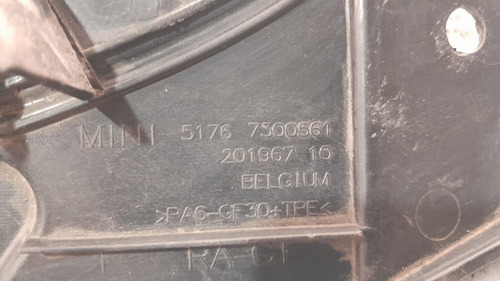 MINI 5176 7300561
201967 10
BELGIUM
>PA6-GF30+TPE<